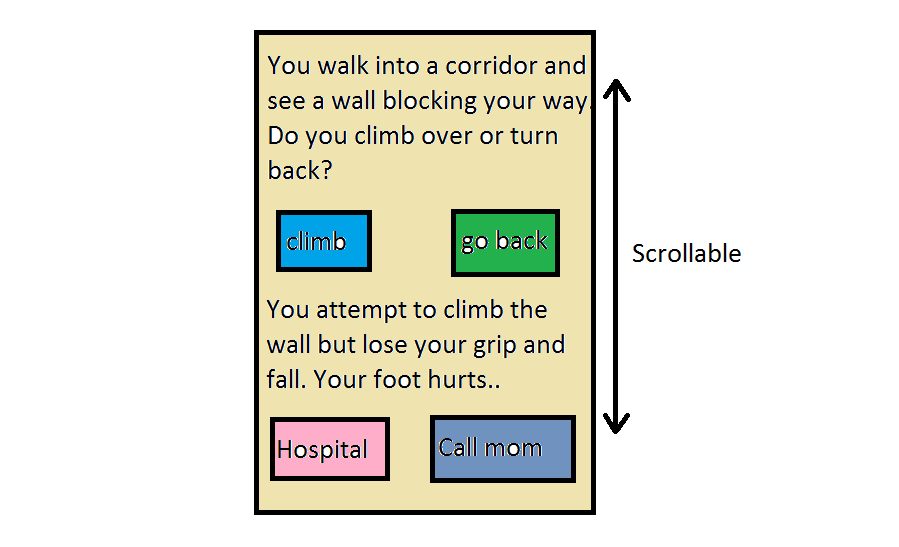 You walk into a corridor and
see a wall blocking your way.
Do you climb over or turn
back?
climb
go back
Scrollable
You attempt to climb the
wall but lose your grip and
fall. Your foot hurts..
Hospital
Call mom